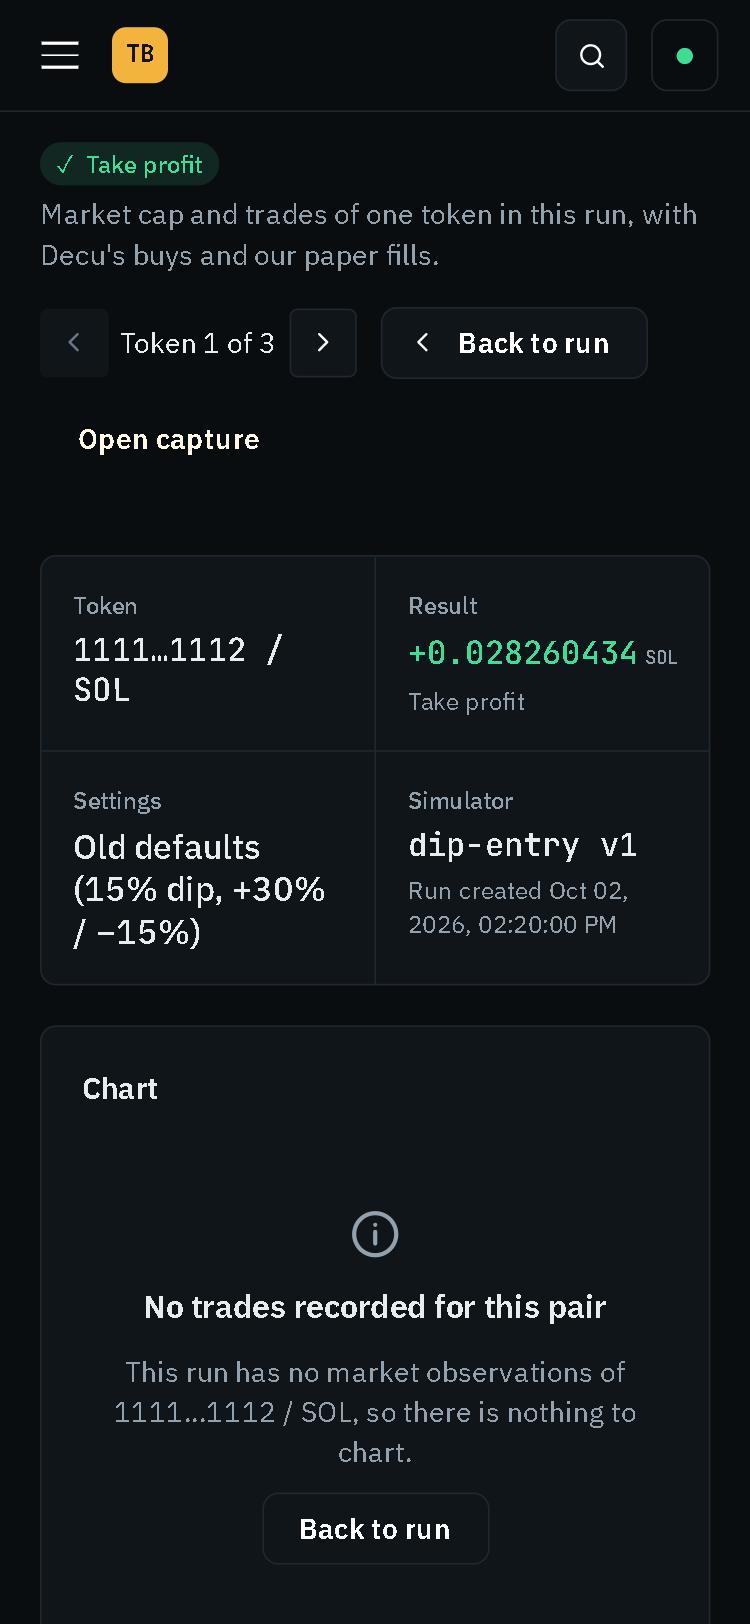 TB
✓ Take profit
Market cap and trades of one token in this run, with
Decu's buys and our paper fills.
Token 1 of 3
Back to run
Open capture
Token
1111…1112 /
SOL
Result
+0.028260434 SOL
Take profit
Settings
Old defaults
(15% dip, +30%
/ −15%)
Simulator
dip-entry v1
Run created Oct 02,
2026, 02:20:00 PM
Chart
No trades recorded for this pair
This run has no market observations of
1111…1112 / SOL, so there is nothing to
chart.
Back to run